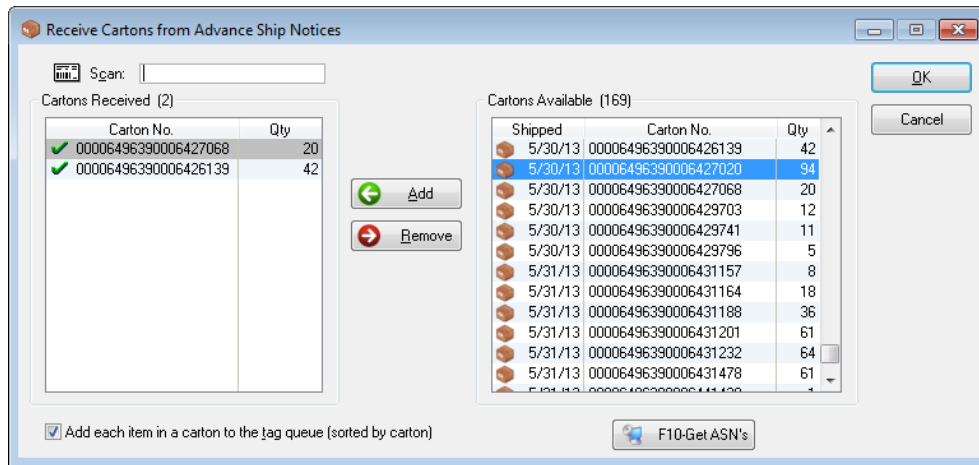 Receive Cartons from Advance Ship Notices
Scan:
OK
Cancel
Cartons Received (2)
Carton No. Qty
00006496390006427068 20
00006496390006426139 42
Add
Remove
Cartons Available (169)
Shipped Carton No. Qty
5/30/13 00006496390006426139 42
5/30/13 00006496390006427020 94
5/30/13 00006496390006427068 20
5/30/13 00006496390006429703 12
5/30/13 00006496390006429741 11
5/30/13 00006496390006429796 5
5/31/13 00006496390006431157 8
5/31/13 00006496390006431164 18
5/31/13 00006496390006431188 36
5/31/13 00006496390006431201 61
5/31/13 00006496390006431232 64
5/31/13 00006496390006431478 61
Add each item in a carton to the tag queue (sorted by carton)
F10-Get ASN's